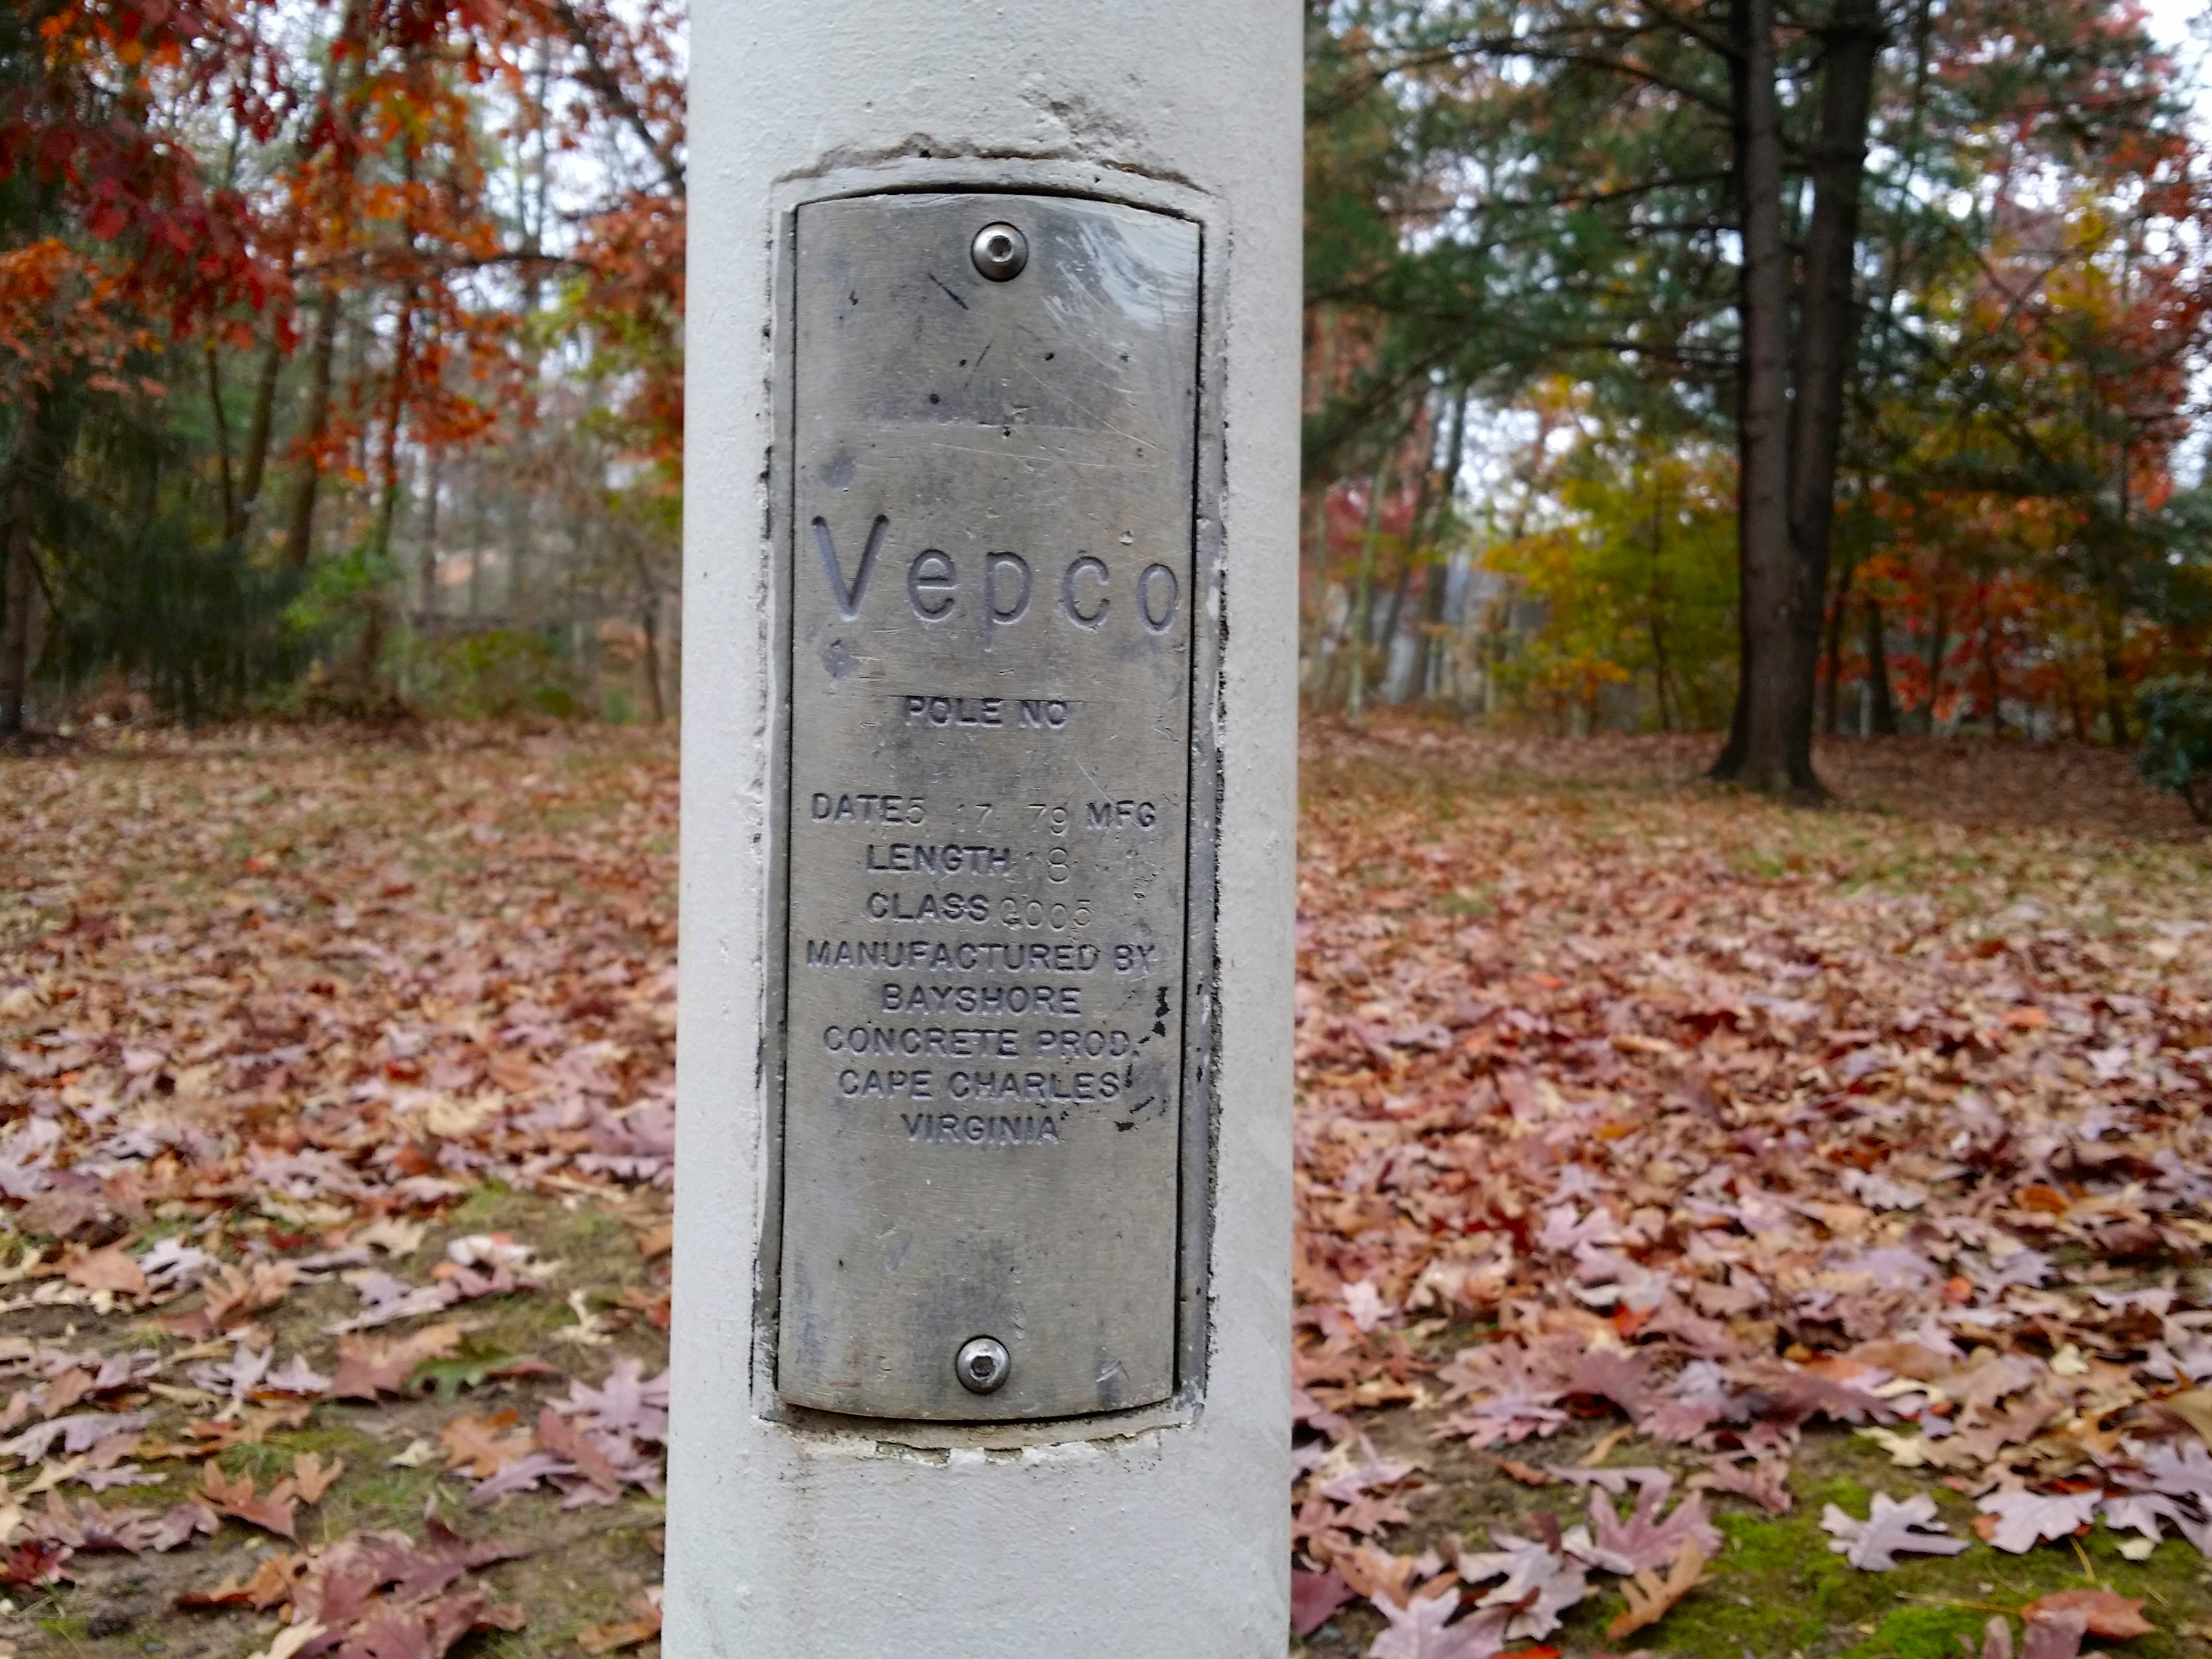 Vepco
POLE NO
DATE 5 17 79 MFG
LENGTH 18
CLASS G005
MANUFACTURED BY
BAYSHORE
CONCRETE PROD.
CAPE CHARLES
VIRGINIA